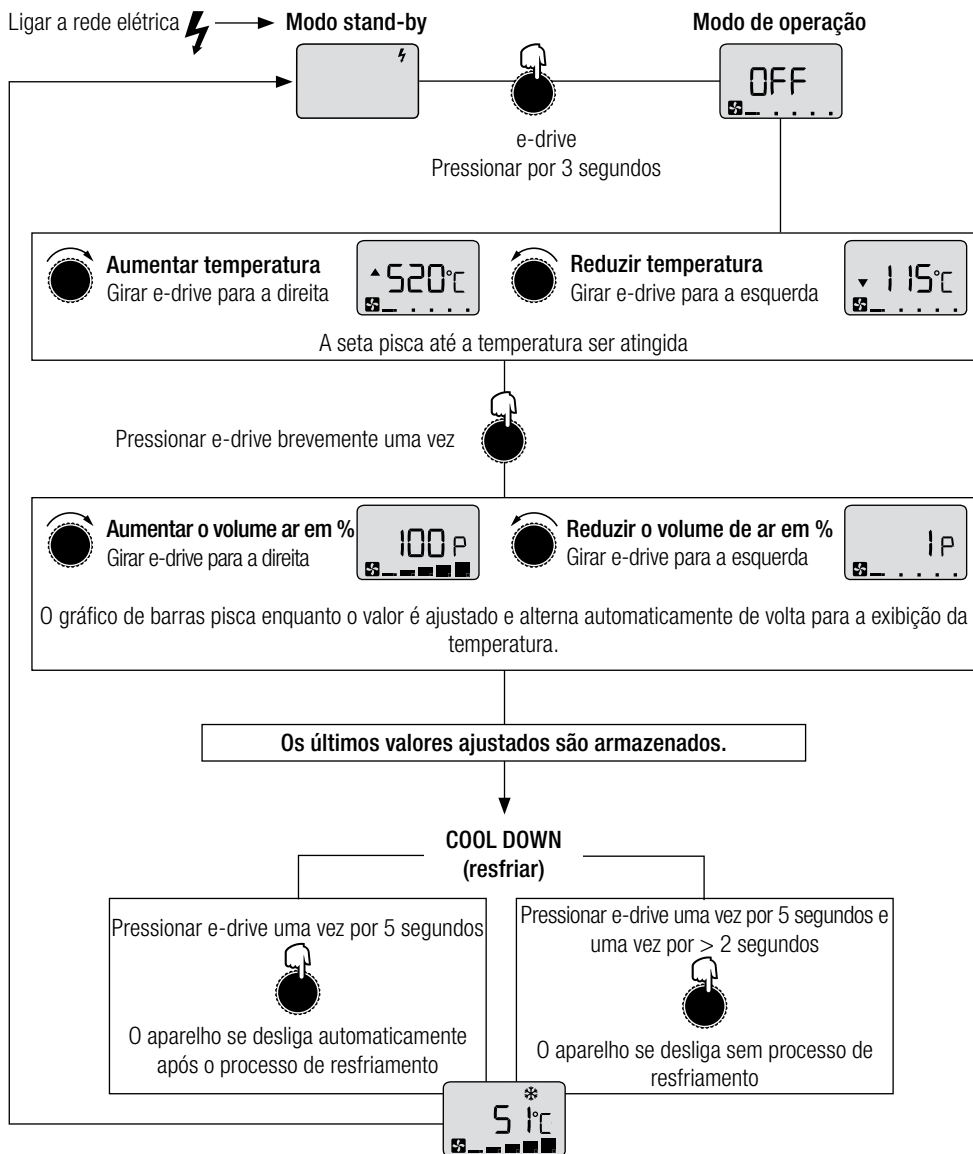 Ligar a rede elétrica
Modo stand-by
Modo de operação
OFF
e-drive
Pressionar por 3 segundos
Aumentar temperatura
Girar e-drive para a direita
520°C
Reduzir temperatura
Girar e-drive para a esquerda
115°C
A seta pisca até a temperatura ser atingida
Pressionar e-drive brevemente uma vez
Aumentar o volume ar em %
Girar e-drive para a direita
100 P
Reduzir o volume de ar em %
Girar e-drive para a esquerda
1P
O gráfico de barras pisca enquanto o valor é ajustado e alterna automaticamente de volta para a exibição da
temperatura.
Os últimos valores ajustados são armazenados.
COOL DOWN
(resfriar)
Pressionar e-drive uma vez por 5 segundos
O aparelho se desliga automaticamente
após o processo de resfriamento
Pressionar e-drive uma vez por 5 segundos e
uma vez por > 2 segundos
O aparelho se desliga sem processo de
resfriamento
51°C